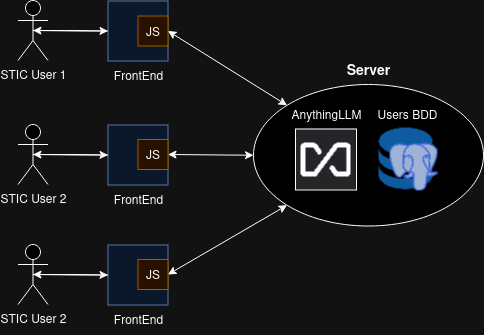 JS
STIC User 1
FrontEnd
Server
AnythingLLM
Users BDD
JS
STIC User 2
FrontEnd
JS
STIC User 2
FrontEnd